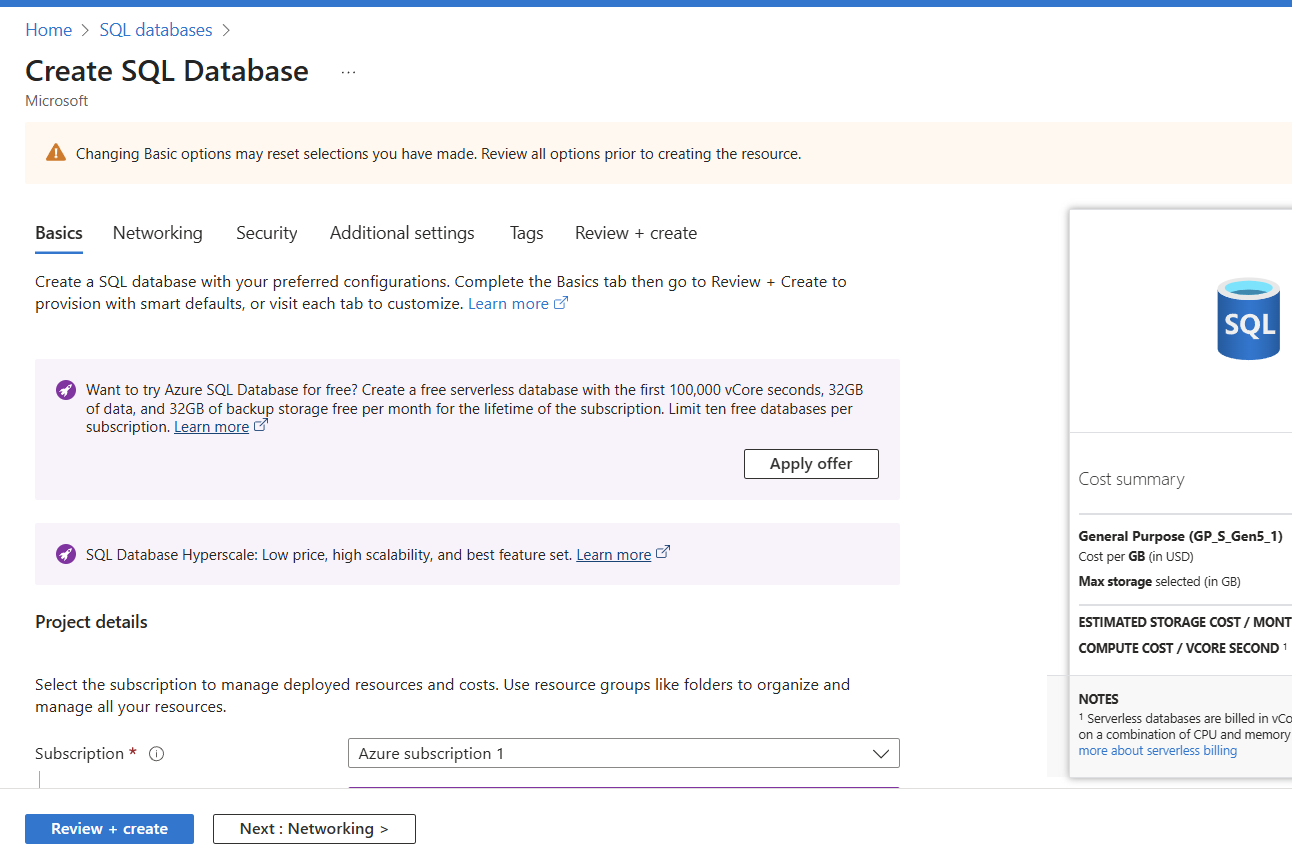 Home > SQL databases >
Create SQL Database ...
Microsoft
Changing Basic options may reset selections you have made. Review all options prior to creating the resource.
Basics Networking Security Additional settings Tags Review + create
Create a SQL database with your preferred configurations. Complete the Basics tab then go to Review + Create to
provision with smart defaults, or visit each tab to customize. Learn more
Want to try Azure SQL Database for free? Create a free serverless database with the first 100,000 vCore seconds, 32GB
of data, and 32GB of backup storage free per month for the lifetime of the subscription. Limit ten free databases per
subscription. Learn more
Apply offer
SQL Database Hyperscale: Low price, high scalability, and best feature set. Learn more
Project details
Select the subscription to manage deployed resources and costs. Use resource groups like folders to organize and
manage all your resources.
Subscription *
Azure subscription 1
SQL
Cost summary
General Purpose (GP_S_Gen5_1)
Cost per GB (in USD)
Max storage selected (in GB)
ESTIMATED STORAGE COST / MONT
COMPUTE COST / VCORE SECOND ¹
NOTES
¹ Serverless databases are billed in vCo
on a combination of CPU and memory
more about serverless billing
Review + create
Next : Networking >